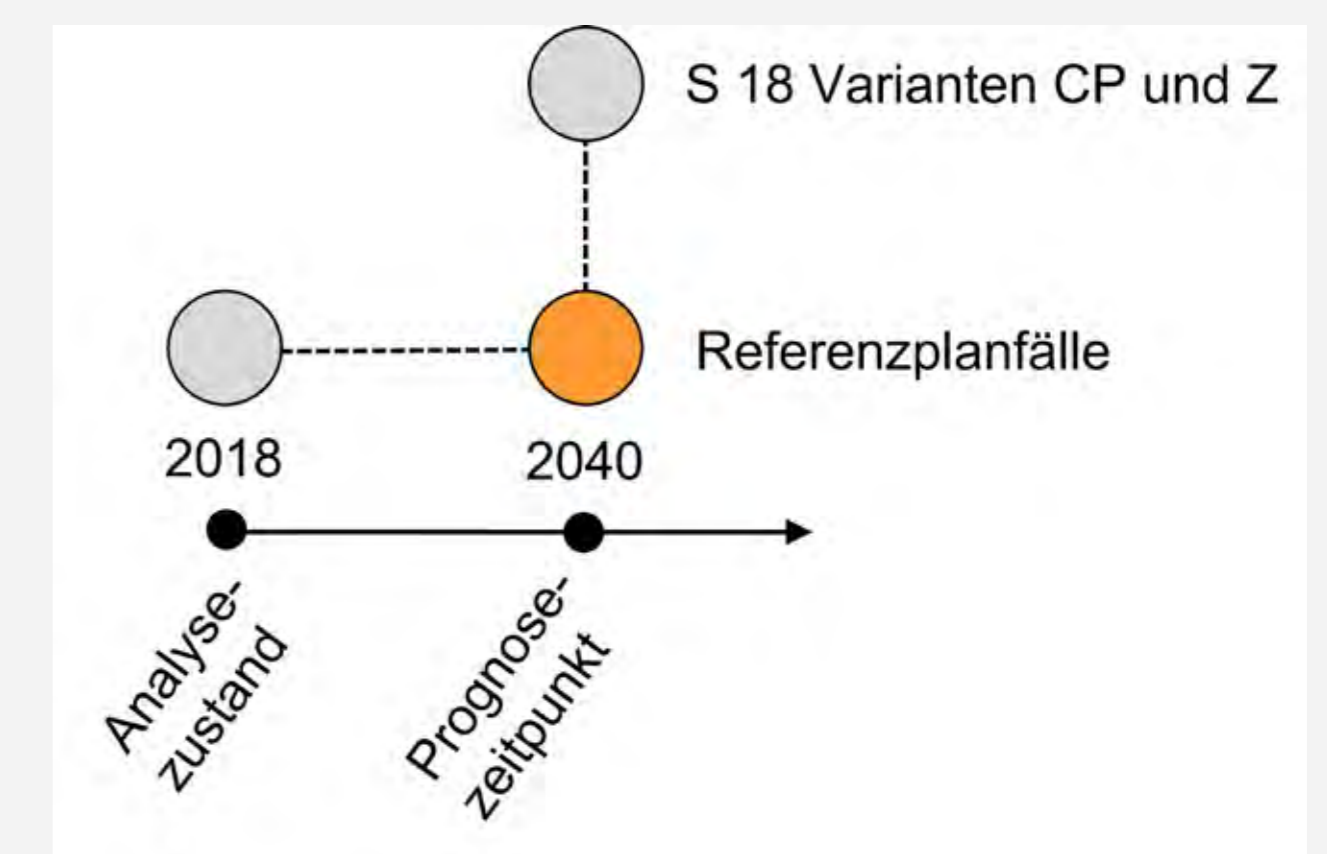 S 18 Varianten CP und Z
Referenzplanfälle
2018
2040
Analyse-
zustand
Prognose-
zeitpunkt